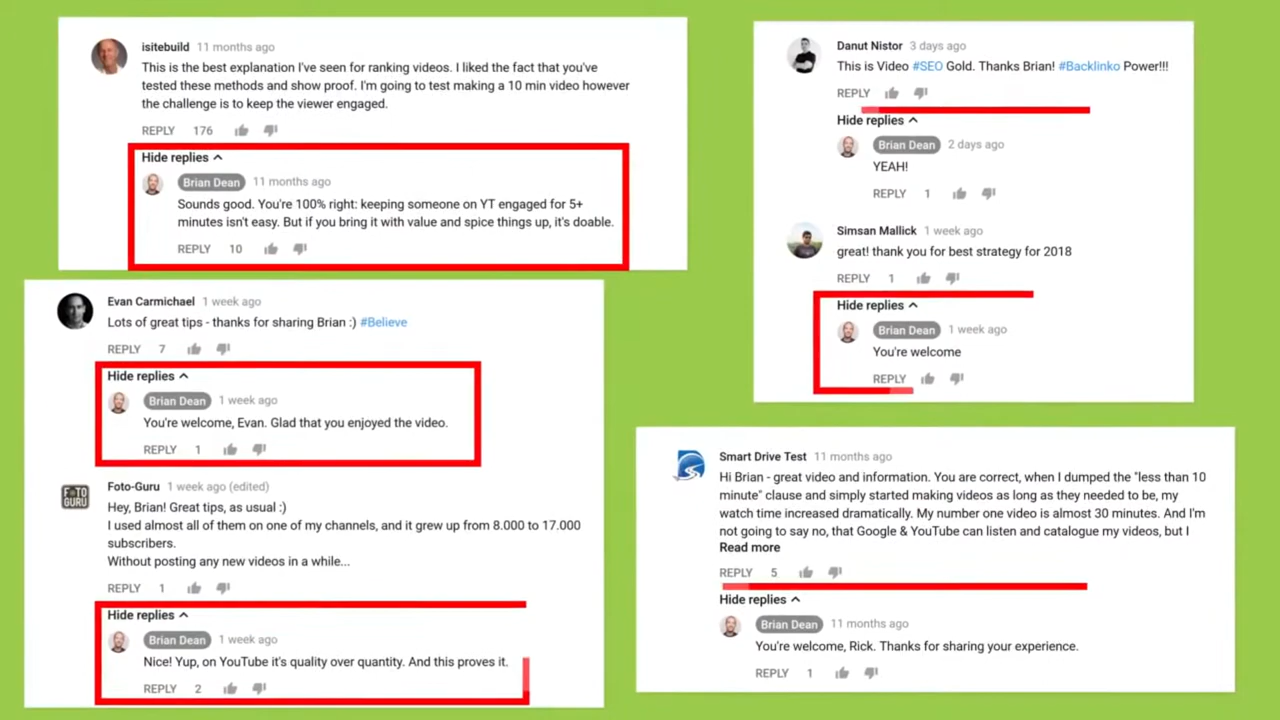 isitebuild 11 months ago
This is the best explanation I've seen for ranking videos. I liked the fact that you've
tested these methods and show proof. I'm going to test making a 10 min video however
the challenge is to keep the viewer engaged.
REPLY 176
Hide replies
Brian Dean 11 months ago
Sounds good. You're 100% right: keeping someone on YT engaged for 5+
minutes isn't easy. But if you bring it with value and spice things up, it's doable.
REPLY 10
Evan Carmichael 1 week ago
Lots of great tips - thanks for sharing Brian :) #Believe
REPLY 7
Hide replies
Brian Dean 1 week ago
You're welcome, Evan. Glad that you enjoyed the video.
REPLY 1
FOTO
GURU
Foto-Guru 1 week ago (edited)
Hey, Brian! Great tips, as usual :)
I used almost all of them on one of my channels, and it grew up from 8.000 to 17.000
subscribers.
Without posting any new videos in a while...
REPLY 1
Hide replies
Brian Dean 1 week ago
Nice! Yup, on YouTube it's quality over quantity. And this proves it.
REPLY 2
Danut Nistor 3 days ago
This is Video #SEO Gold. Thanks Brian! #Backlinko Power!!!
REPLY
Hide replies
Brian Dean 2 days ago
YEAH!
REPLY 1
Simsan Mallick 1 week ago
great! thank you for best strategy for 2018
REPLY 1
Hide replies
Brian Dean 1 week ago
You're welcome
REPLY
Smart Drive Test 11 months ago
Hi Brian - great video and information. You are correct, when I dumped the "less than 10
minute" clause and simply started making videos as long as they needed to be, my
watch time increased dramatically. My number one video is almost 30 minutes. And I'm
not going to say no, that Google & YouTube can listen and catalogue my videos, but I
Read more
REPLY 5
Hide replies
Brian Dean 11 months ago
You're welcome, Rick. Thanks for sharing your experience.
REPLY 1